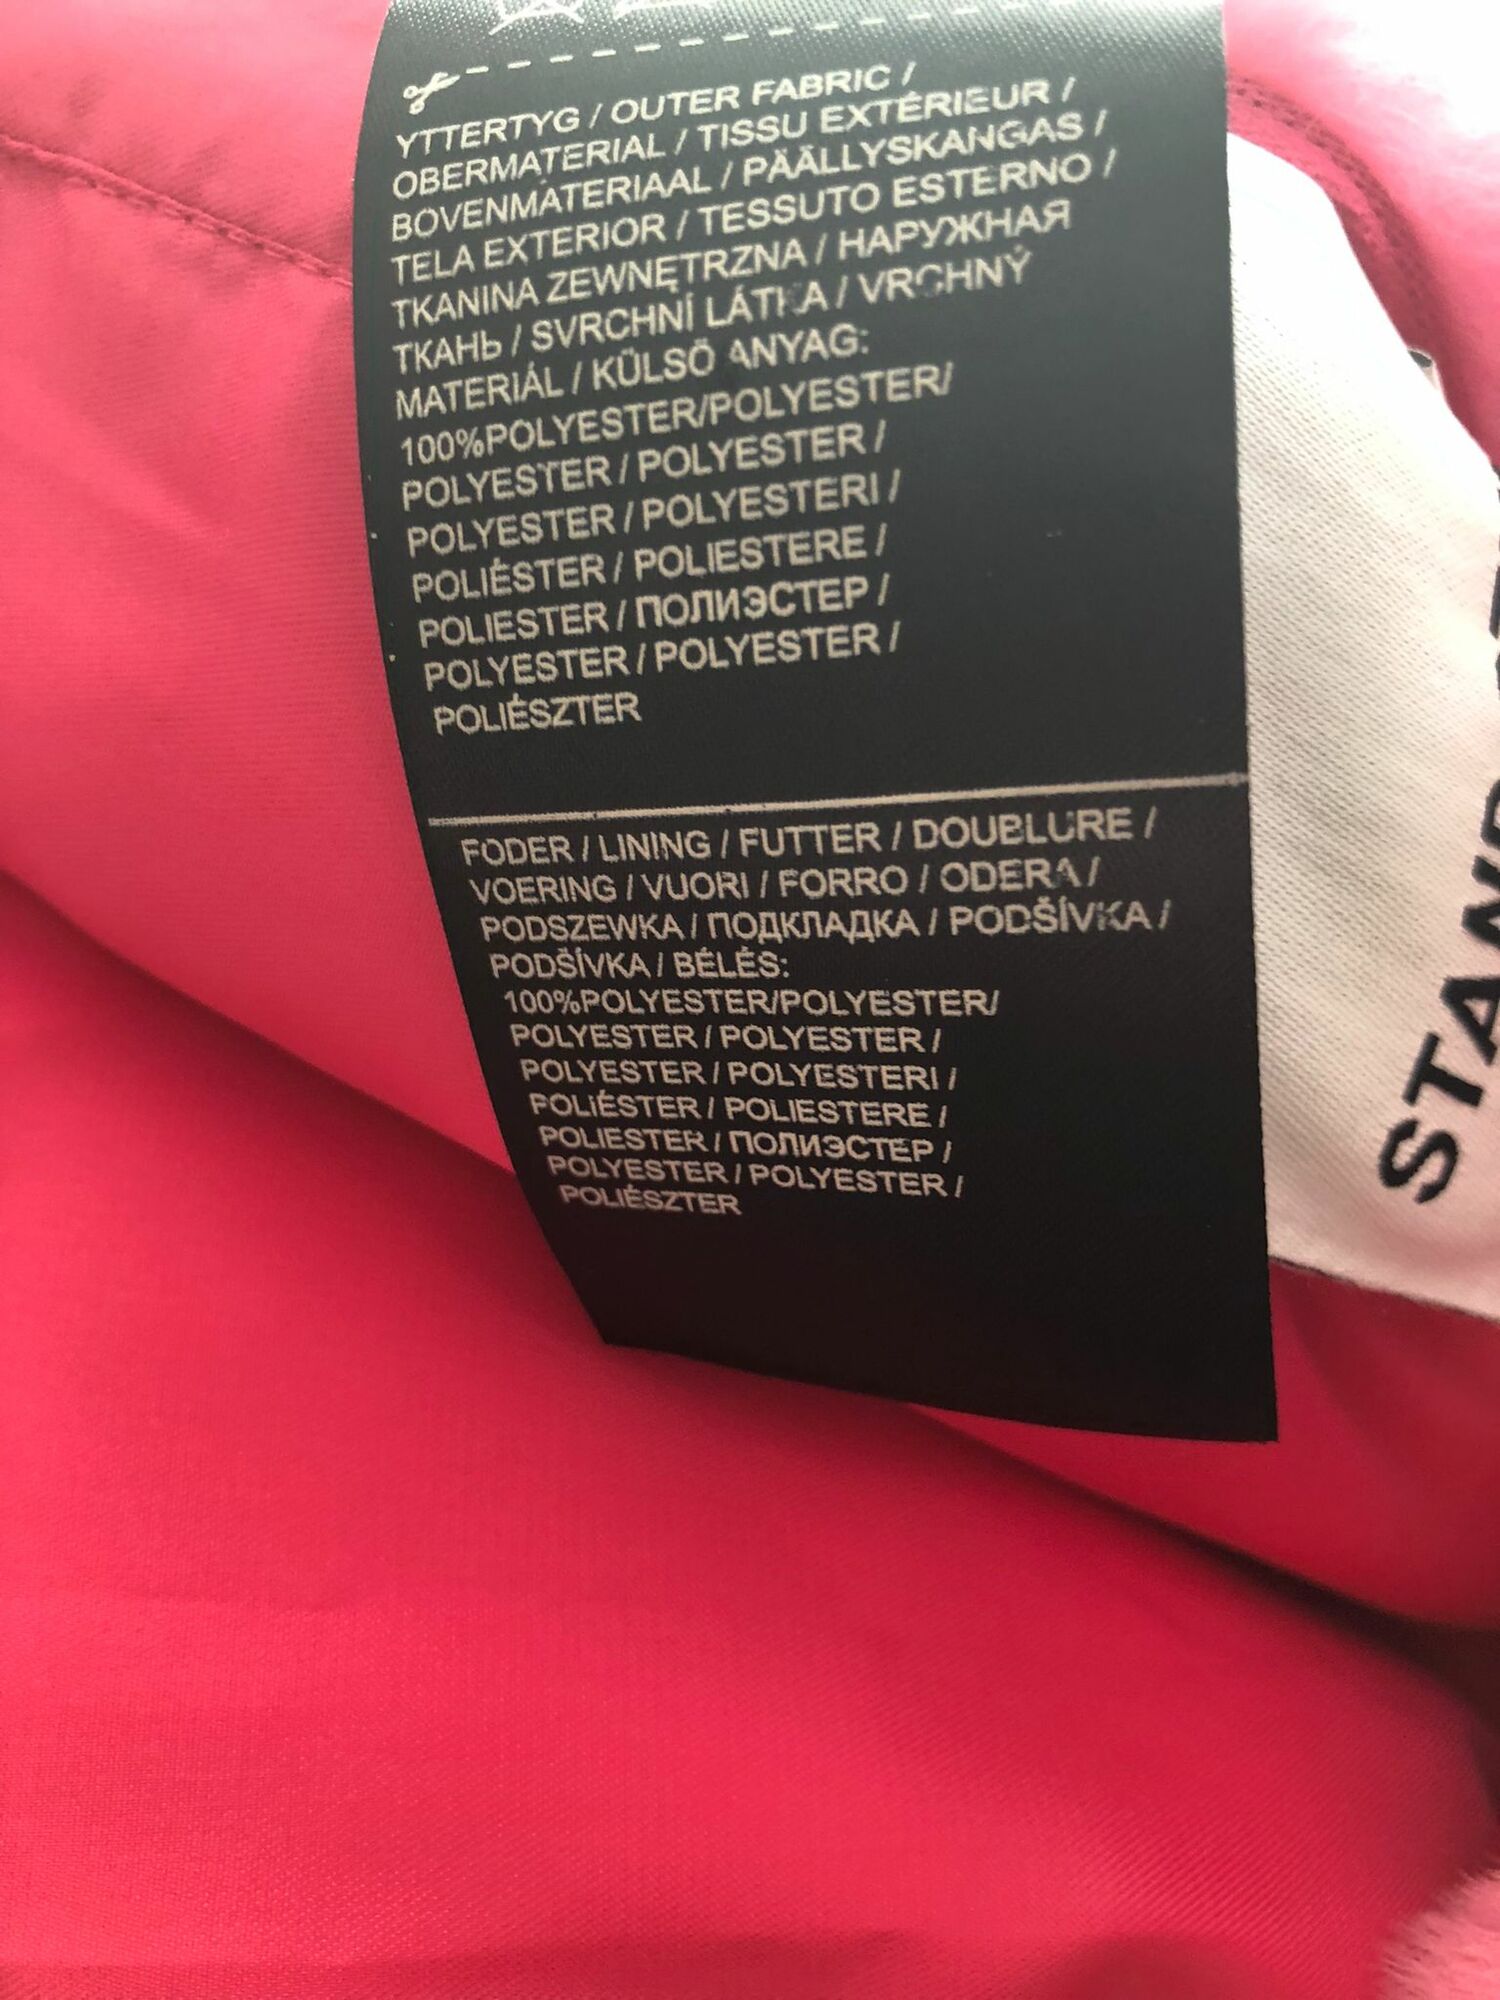 YTTERTYG / OUTER FABRIC /
OBERMATERIAL / TISSU EXTÉRIEUR /
BOVENMATERIAAL / PÄÄLLYSKANGAS /
TELA EXTERIOR / TESSUTO ESTERNO /
TKANINA ZEWNĘTRZNA / НАРУЖНАЯ
ТКАНЬ / SVRCHNÍ LÁTKA / VRCHNÝ
MATERIÁL / KÜLSÖ ANYAG:
100%POLYESTER/POLYESTER/
POLYESTER / POLYESTER /
POLYESTER / POLYESTERI /
POLIÉSTER / POLIESTERE /
POLIESTER / ПОЛИЭСТЕР /
POLYESTER / POLYESTER /
POLIÉSZTER
FODER / LINING / FUTTER / DOUBLURE /
VOERING / VUORI / FORRO / ODERA /
PODSZEWKA / ПОДКЛАДКА / PODŠÍVKA /
PODŠÍVKA / BÉLÉS:
100%POLYESTER/POLYESTER/
POLYESTER / POLYESTER /
POLYESTER / POLYESTERI /
POLIÉSTER / POLIESTERE /
POLIESTER / ПОЛИЭСТЕР /
POLYESTER / POLYESTER /
POLIÉSZTER